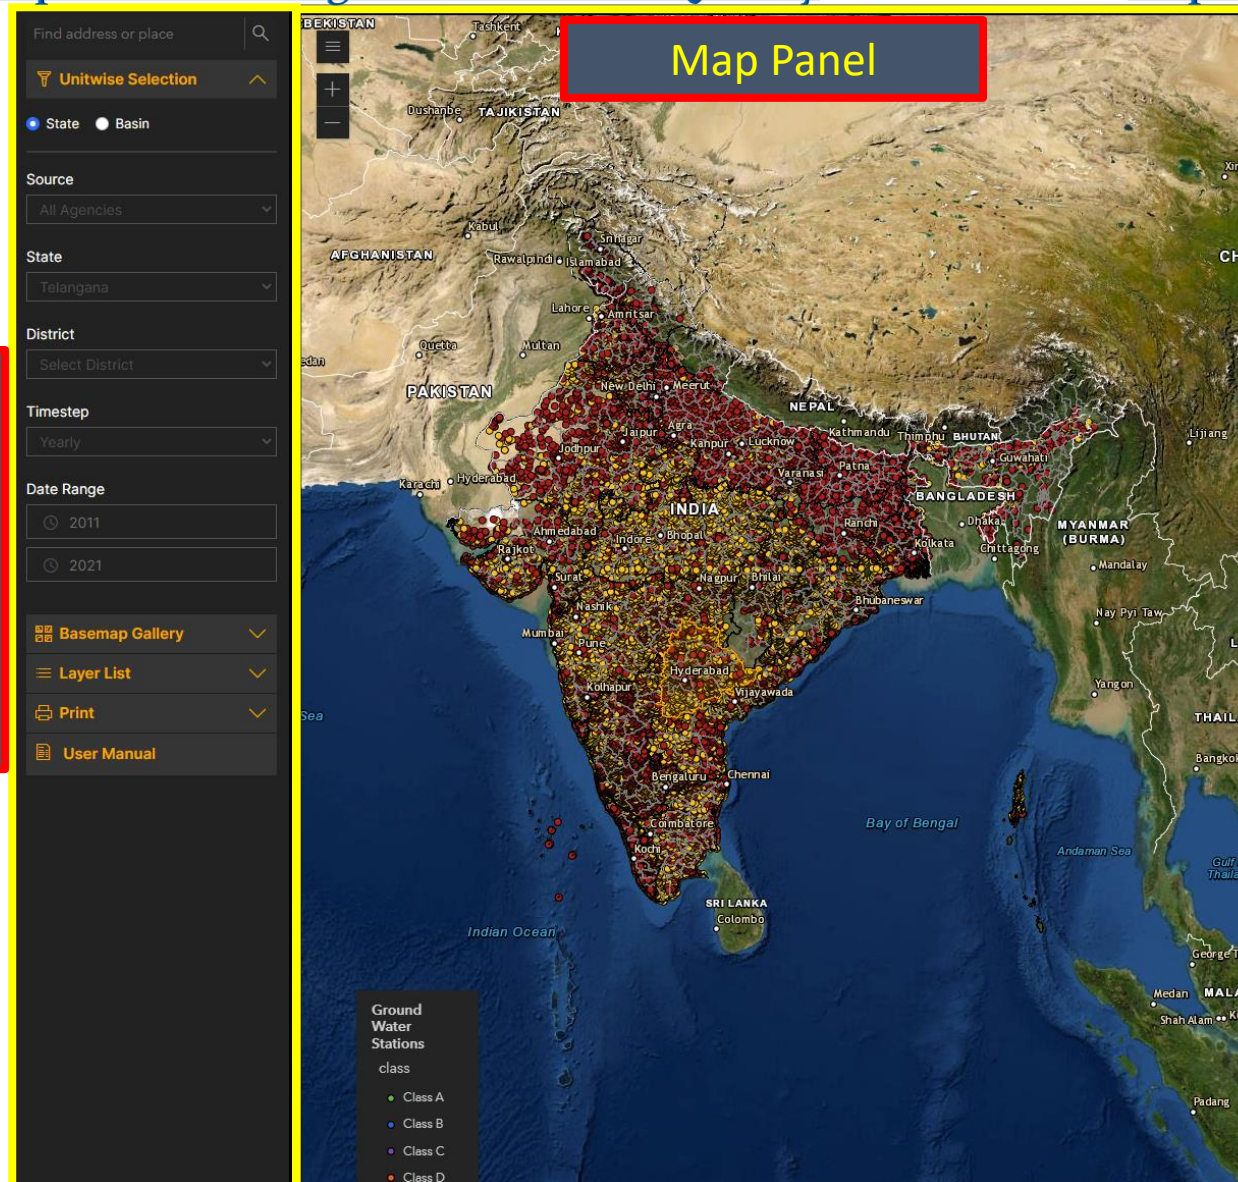 Find address or place
Unitwise Selection
State Basin
Source
All Agencies
State
Telangana
District
Select District
Timestep
Yearly
Date Range
2011
2021
Basemap Gallery
Layer List
Print
User Manual
Map Panel
Tashkent
Dushanbe
TAJIKISTAN
Kabul
AFGHANISTAN
Srinagar
Rawalpindi
Islamabad
Lahore
Amritsar
Quetta
Multan
PAKISTAN
New Delhi
Meerut
NEPAL
Jaipur
Agra
Kanpur
Lucknow
Kathmandu
Thimphu
BHUTAN
Lijiang
Jodhpur
Guwahati
Karachi
Hyderabad
Varanasi
Patna
BANGLADESH
INDIA
Ahmedabad
Indore
Bhopal
Ranchi
Dhaka
MYANMAR
(BURMA)
Rajkot
Kolkata
Chittagong
Mandalay
Surat
Nagpur
Bhilai
Nashik
Bhubaneswar
Nay Pyi Taw
Mumbai
Pune
Hyderabad
Kolhapur
Vijayawada
Yangon
Sea
Bengaluru
Chennai
Coimbatore
Bay of Bengal
Kochi
Andaman Sea
SRI LANKA
Colombo
Indian Ocean
Medan
Shah Alam
Padang
Ground
Water
Stations
class
Class A
Class B
Class C
Class D